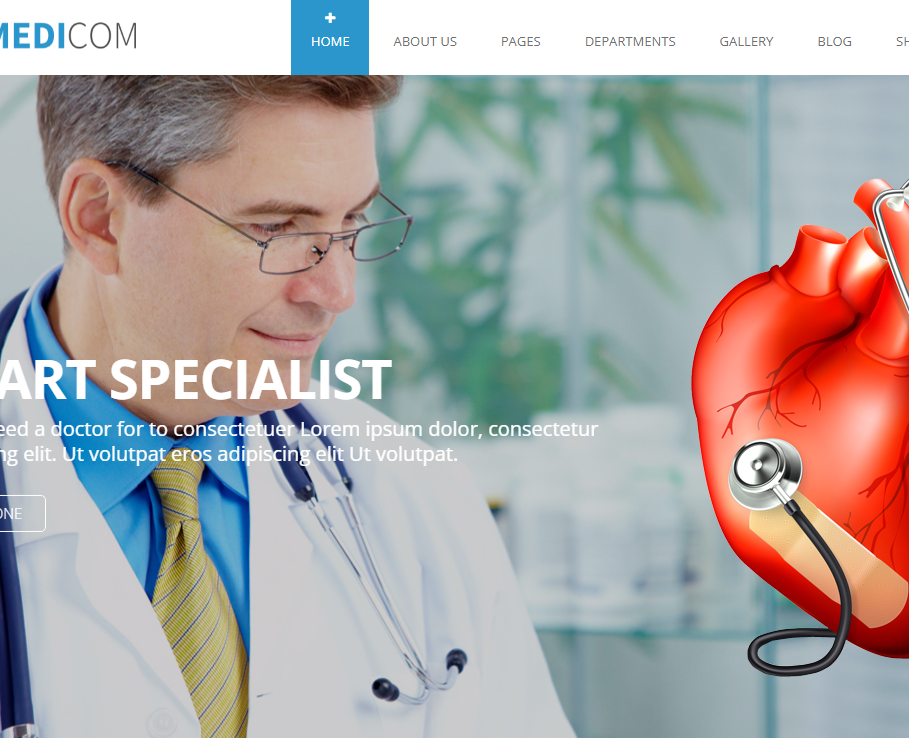 MEDICOM
HOME
ABOUT US
PAGES
DEPARTMENTS
GALLERY
BLOG
SH
ART SPECIALIST
eed a doctor for to consectetuer Lorem ipsum dolor, consectetur
ng elit. Ut volutpat eros adipiscing elit Ut volutpat.
ONE